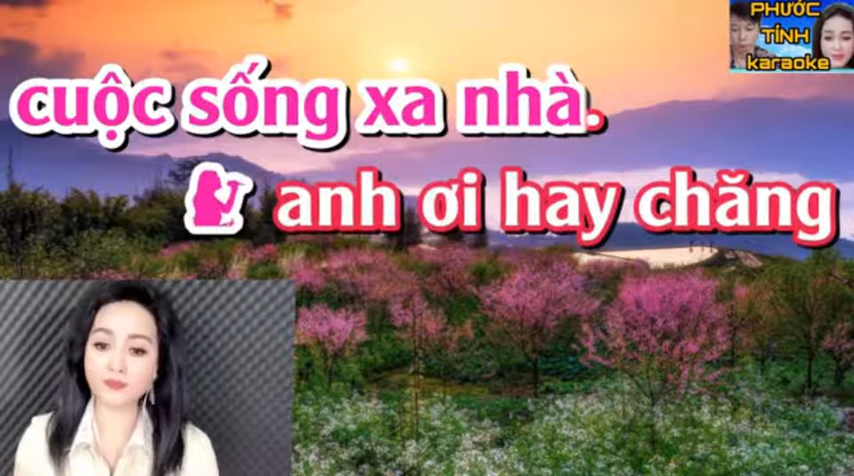 PHƯỚC
TÍNH
karaoke
cuộc sống xa nhà.
anh ơi hay chăng